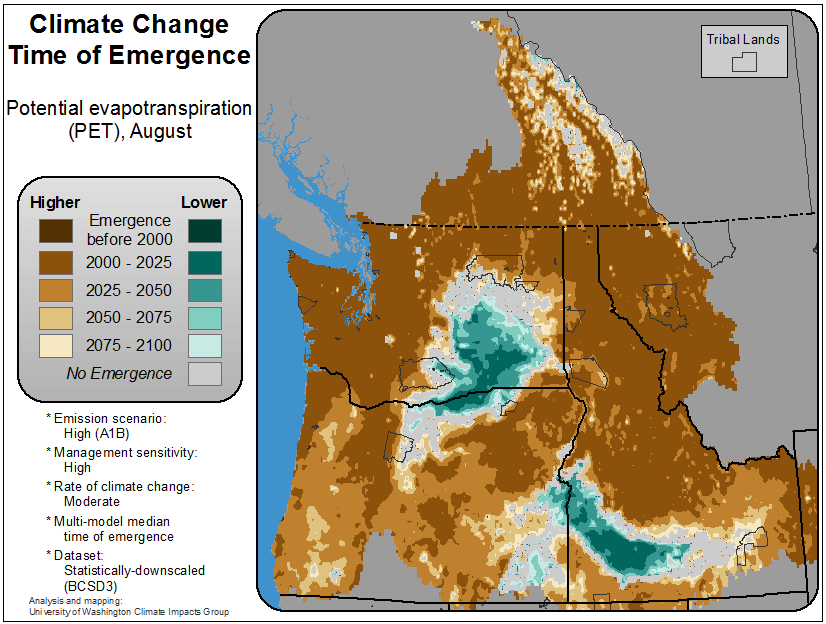 Climate Change
Time of Emergence
Potential evapotranspiration
(PET), August
Higher Lower
Emergence
before 2000
2000 - 2025
2025 - 2050
2050 - 2075
2075 - 2100
No Emergence
* Emission scenario:
High (A1B)
* Management sensitivity:
High
* Rate of climate change:
Moderate
* Multi-model median
time of emergence
* Dataset:
Statistically-downscaled
(BCSD3)
Analysis and mapping:
University of Washington Climate Impacts Group
Tribal Lands